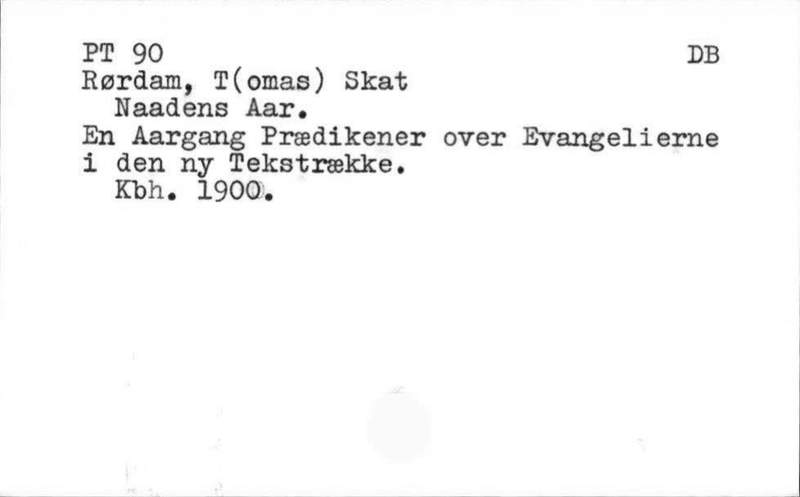 PT 90 DB
Rørdam, T(omas) Skat
Naadens Aar.
En Aargang Prædikener over Evangelierne
i den ny Tekstrække.
Kbh. 1900.